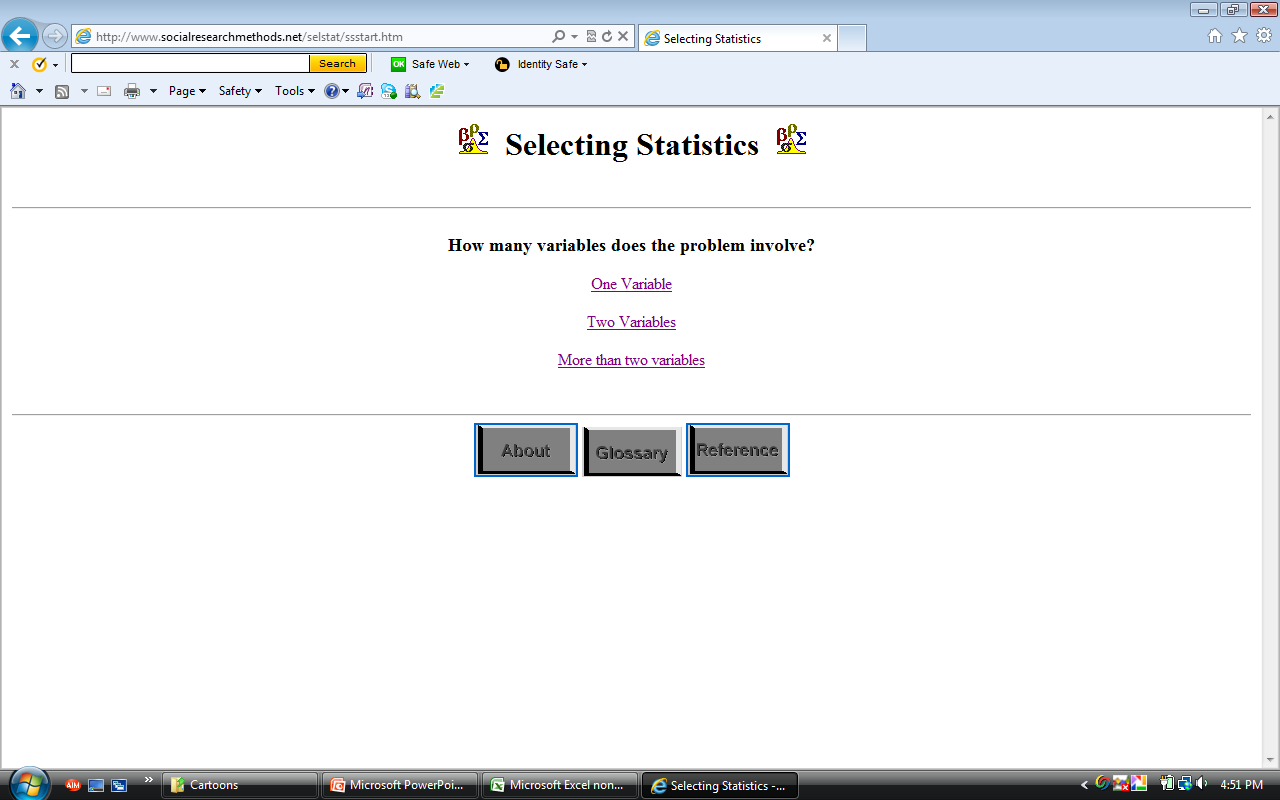 http://www.socialresearchmethods.net/selstat/ssstart.htm
Selecting Statistics
Search
OK Safe Web
Identity Safe
Page Safety Tools
β ρ Σ Selecting Statistics β ρ Σ
How many variables does the problem involve?
One Variable
Two Variables
More than two variables
About Glossary Reference
AIM » Cartoons Microsoft PowerPoi... Microsoft Excel non... Selecting Statistics -... 4:51 PM